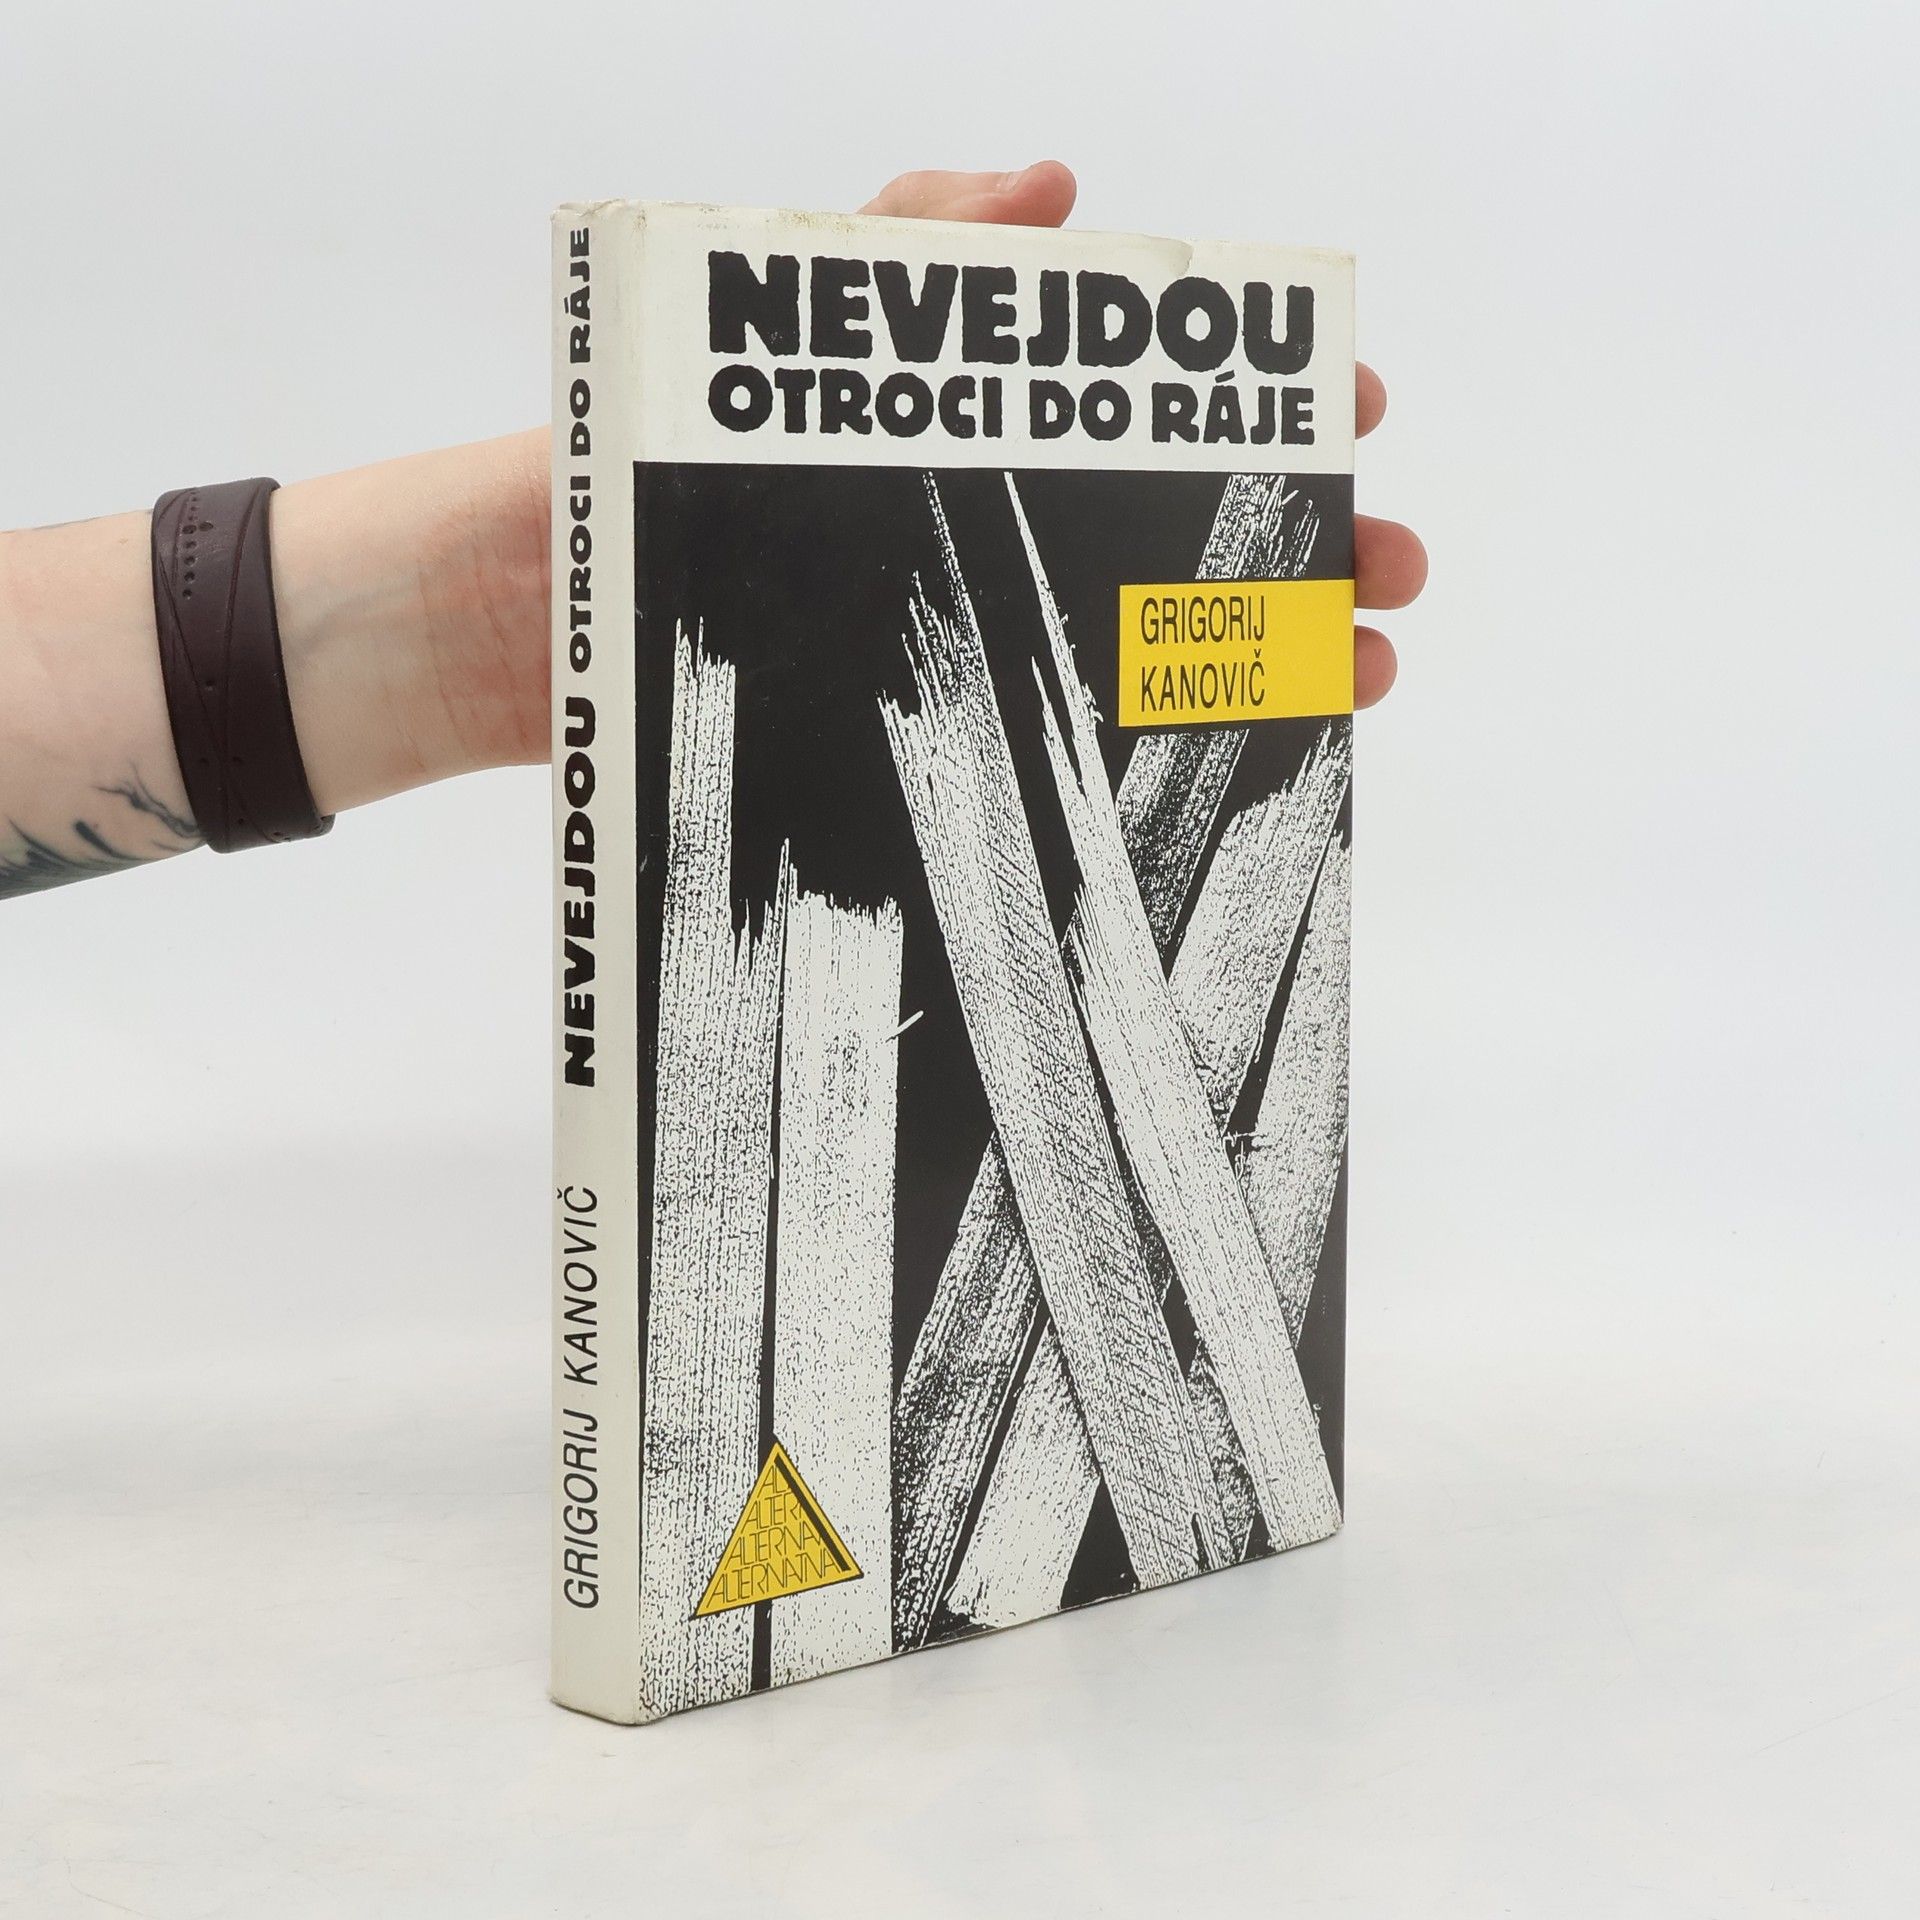 NEVEJDOU
OTROCI DO RÁJE
GRIGORIJ
KANOVIČ
GRIGORIJ KANOVIČ NEVEJDOU OTROCI DO RÁJE
AL
ALTER
ALTERNA
ALTERNATIVA